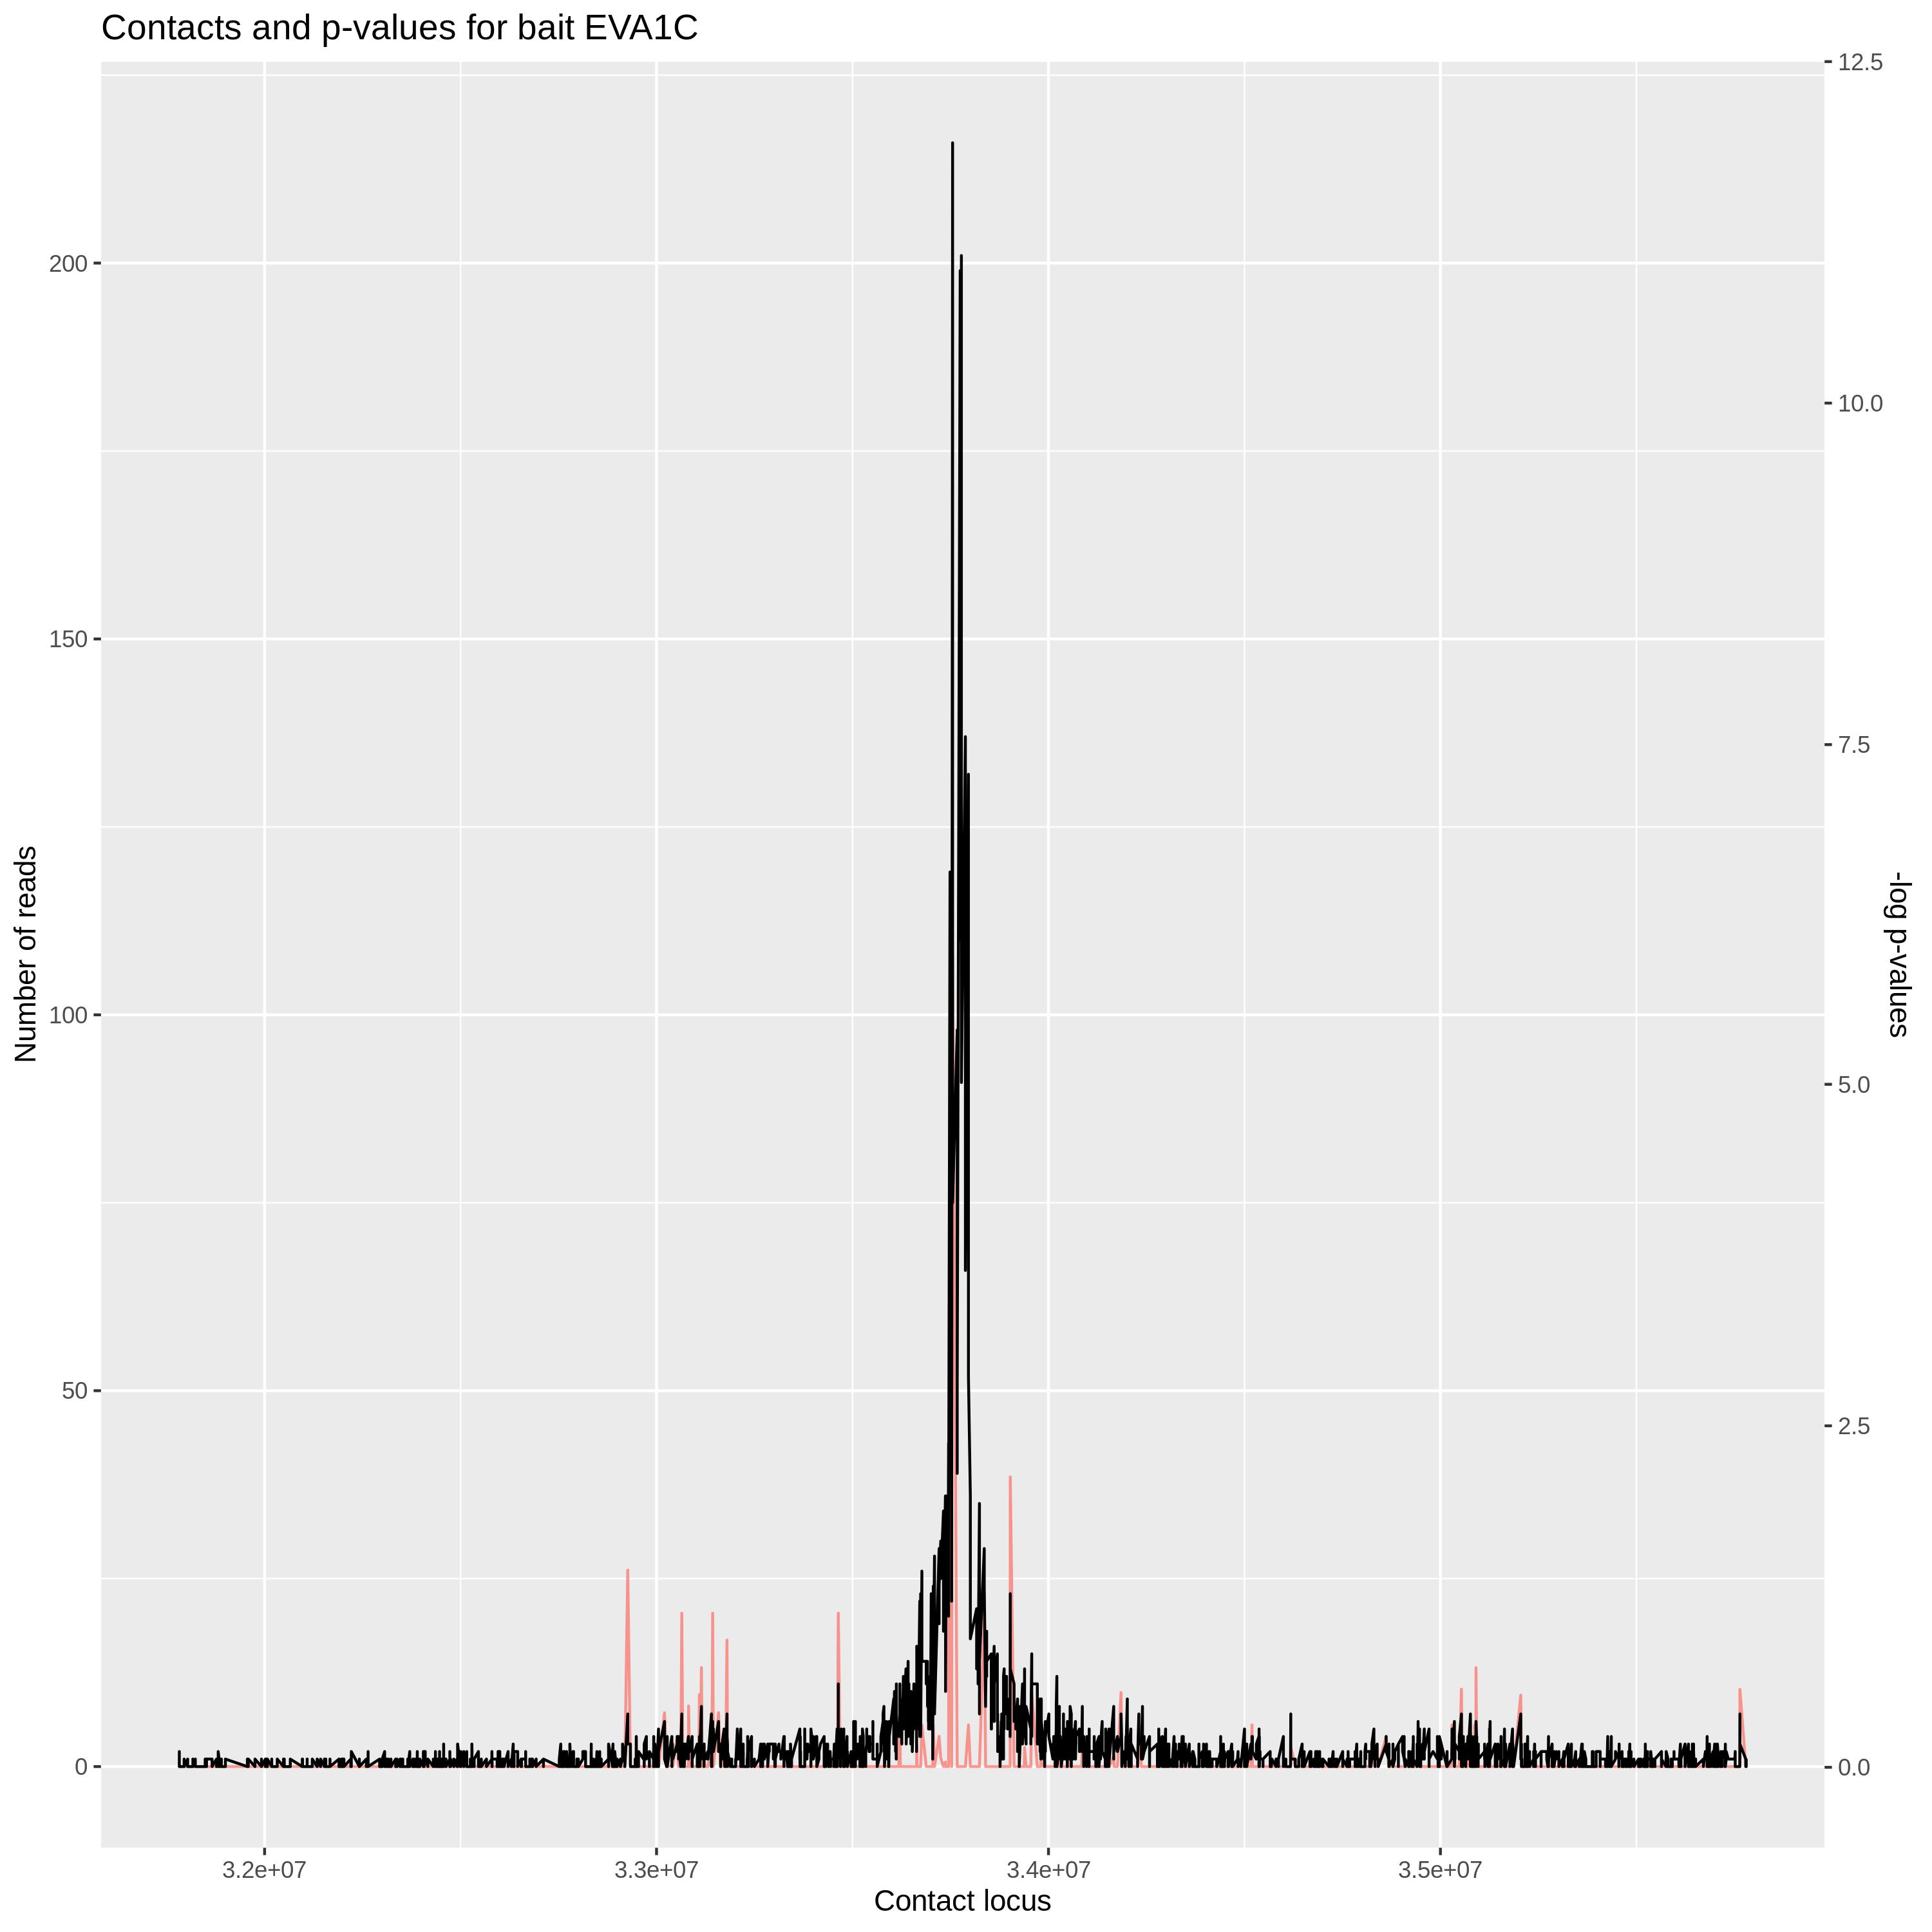 Contacts and p-values for bait EVA1C
Number of reads
200
150
100
50
0
12.5
10.0
7.5
5.0
2.5
0.0
-log p-values
3.2e+07 3.3e+07 3.4e+07 3.5e+07
Contact locus